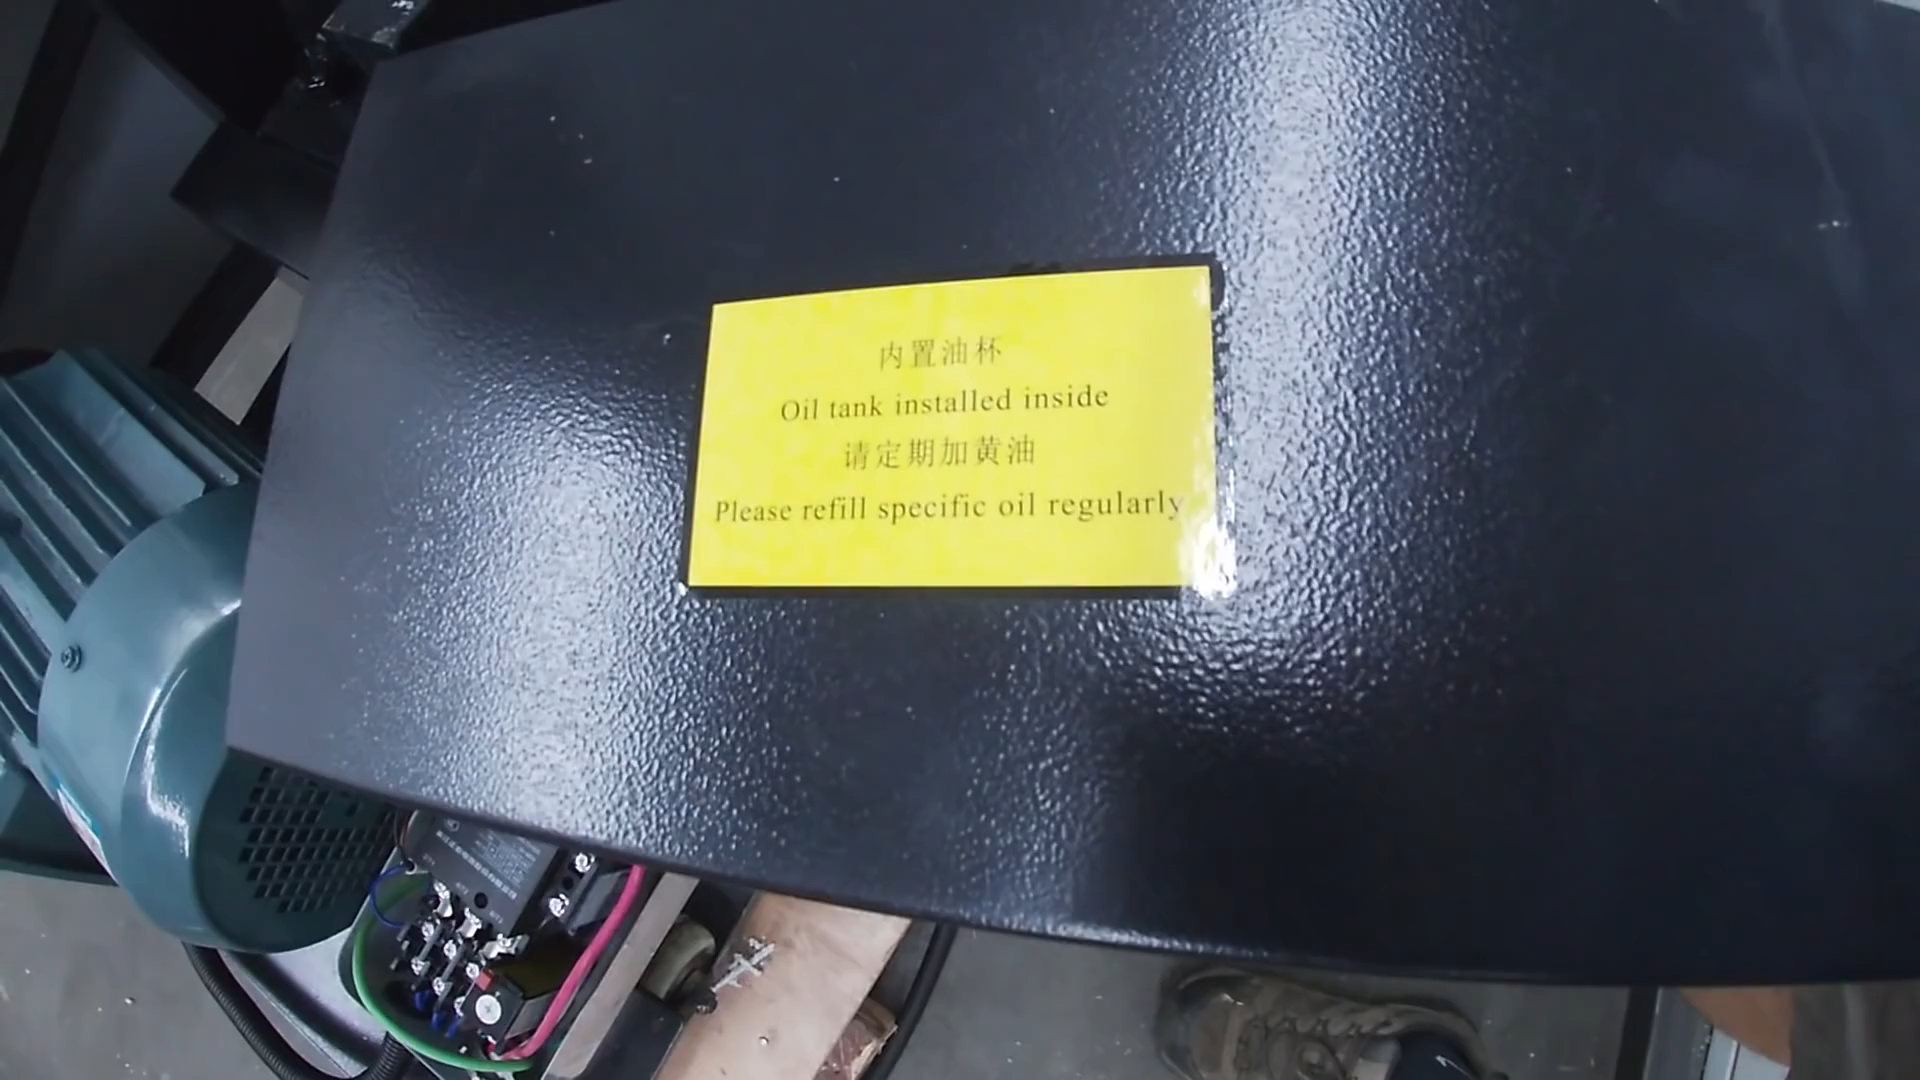 内置油杯
Oil tank installed inside
请定期加黄油
Please refill specific oil regularly